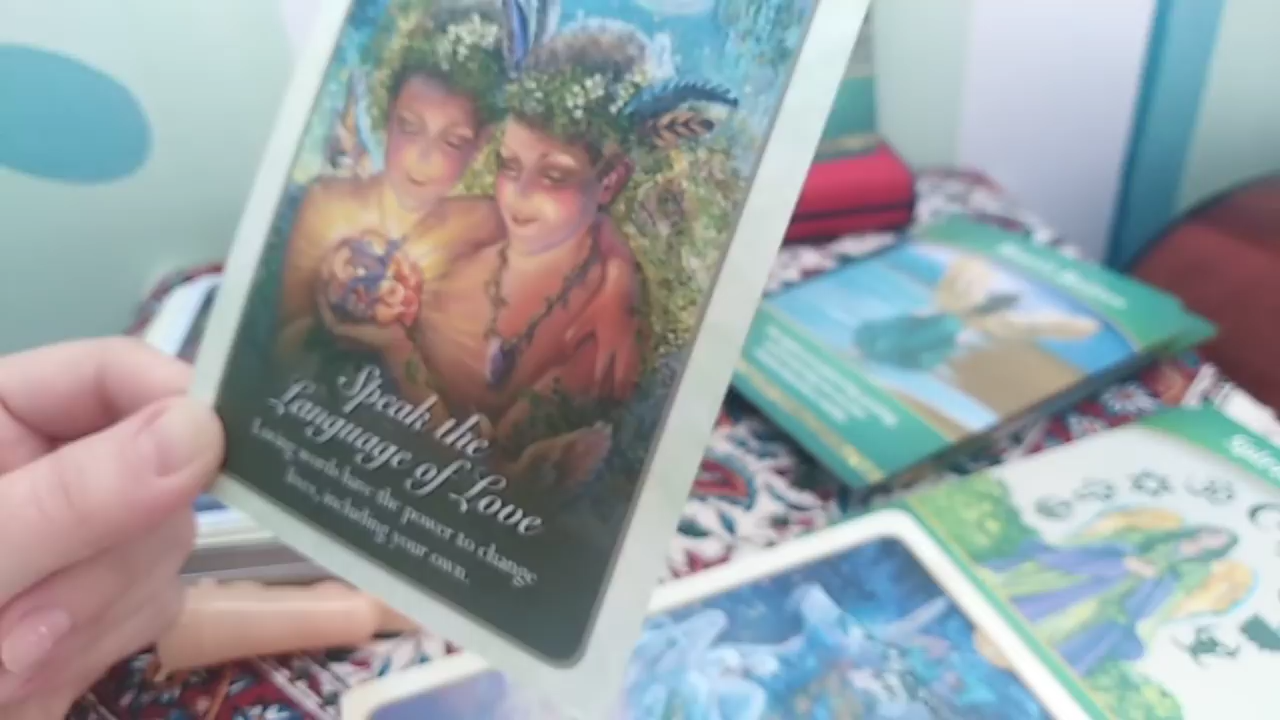 Speak the
Language of Love
Loving words have the power to change
lives, including your own.